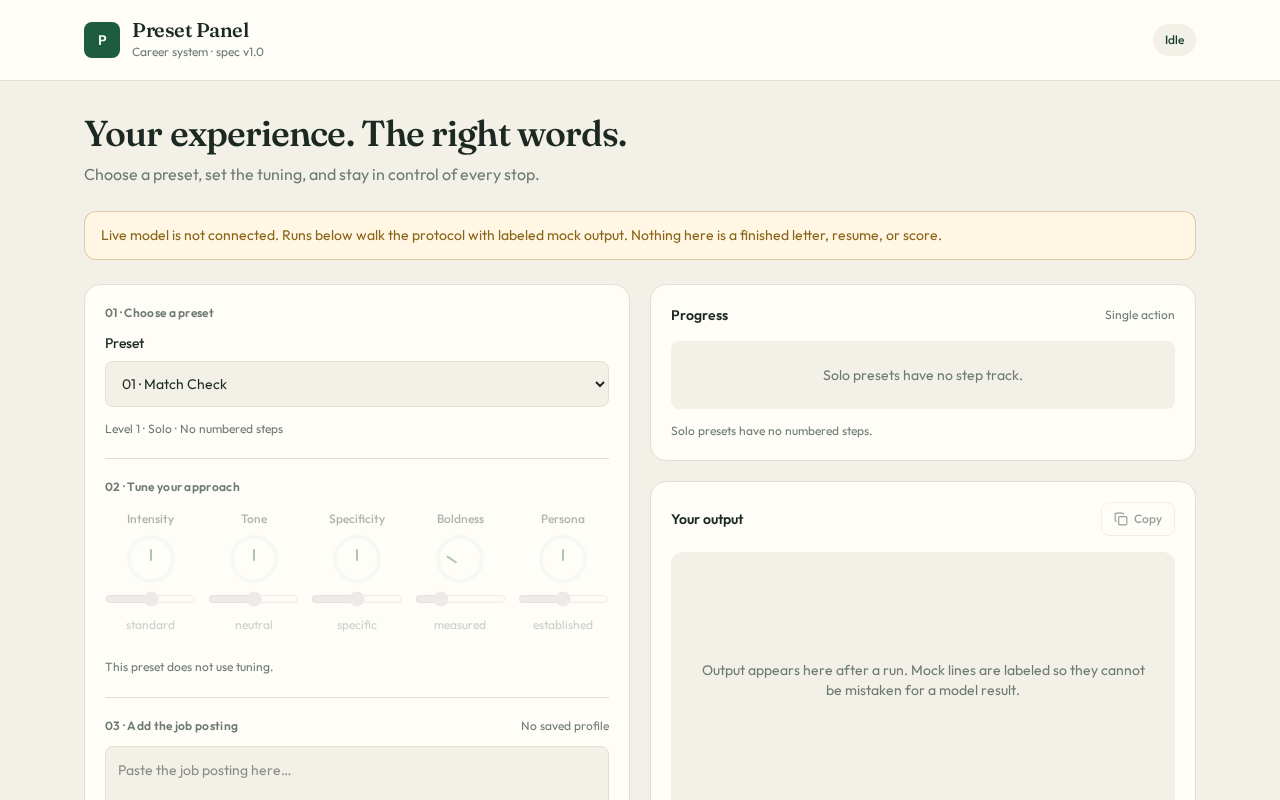 P
Preset Panel
Career system · spec v1.0
Idle
Your experience. The right words.
Choose a preset, set the tuning, and stay in control of every stop.
Live model is not connected. Runs below walk the protocol with labeled mock output. Nothing here is a finished letter, resume, or score.
01 · Choose a preset
Preset
01 · Match Check
Level 1 · Solo · No numbered steps
02 · Tune your approach
Intensity
Tone
Specificity
Boldness
Persona
standard
neutral
specific
measured
established
This preset does not use tuning.
03 · Add the job posting
No saved profile
Paste the job posting here…
Progress
Single action
Solo presets have no step track.
Solo presets have no numbered steps.
Your output
Copy
Output appears here after a run. Mock lines are labeled so they cannot
be mistaken for a model result.